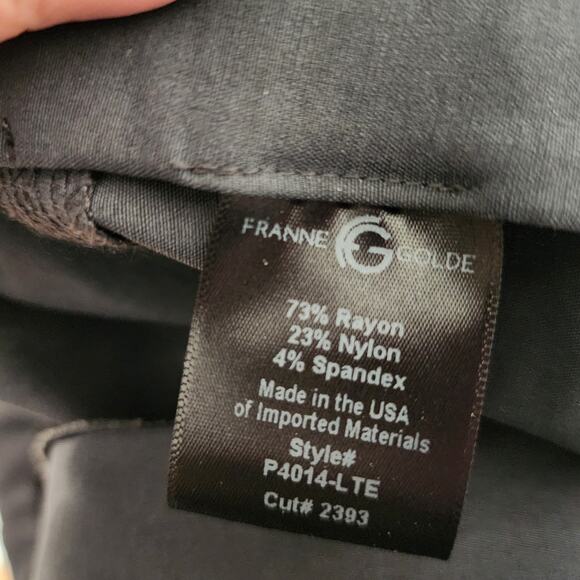 FRANNE FG GOLDE
73% Rayon
23% Nylon
4% Spandex
Made in the USA
of Imported Materials
Style#
P4014-LTE
Cut# 2393